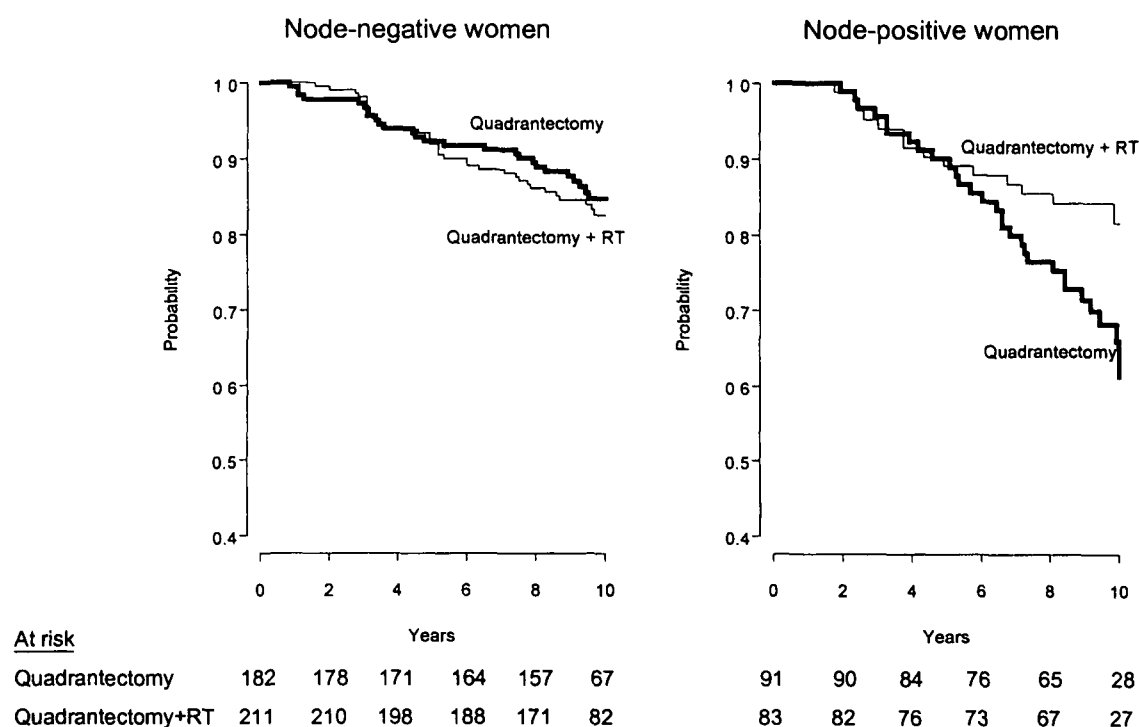 Node-negative women
Node-positive women
1 0
0 9
0 8
0.7
0 6
0.5
0.4
Probability
Quadrantectomy
Quadrantectomy + RT
0 2 4 6 8 10
Years
1 0
0.9
0 8
0.7
0 6
0.5
0.4
Probability
Quadrantectomy + RT
Quadrantectomy
0 2 4 6 8 10
Years
At risk
Quadrantectomy 182 178 171 164 157 67 91 90 84 76 65 28
Quadrantectomy+RT 211 210 198 188 171 82 83 82 76 73 67 27